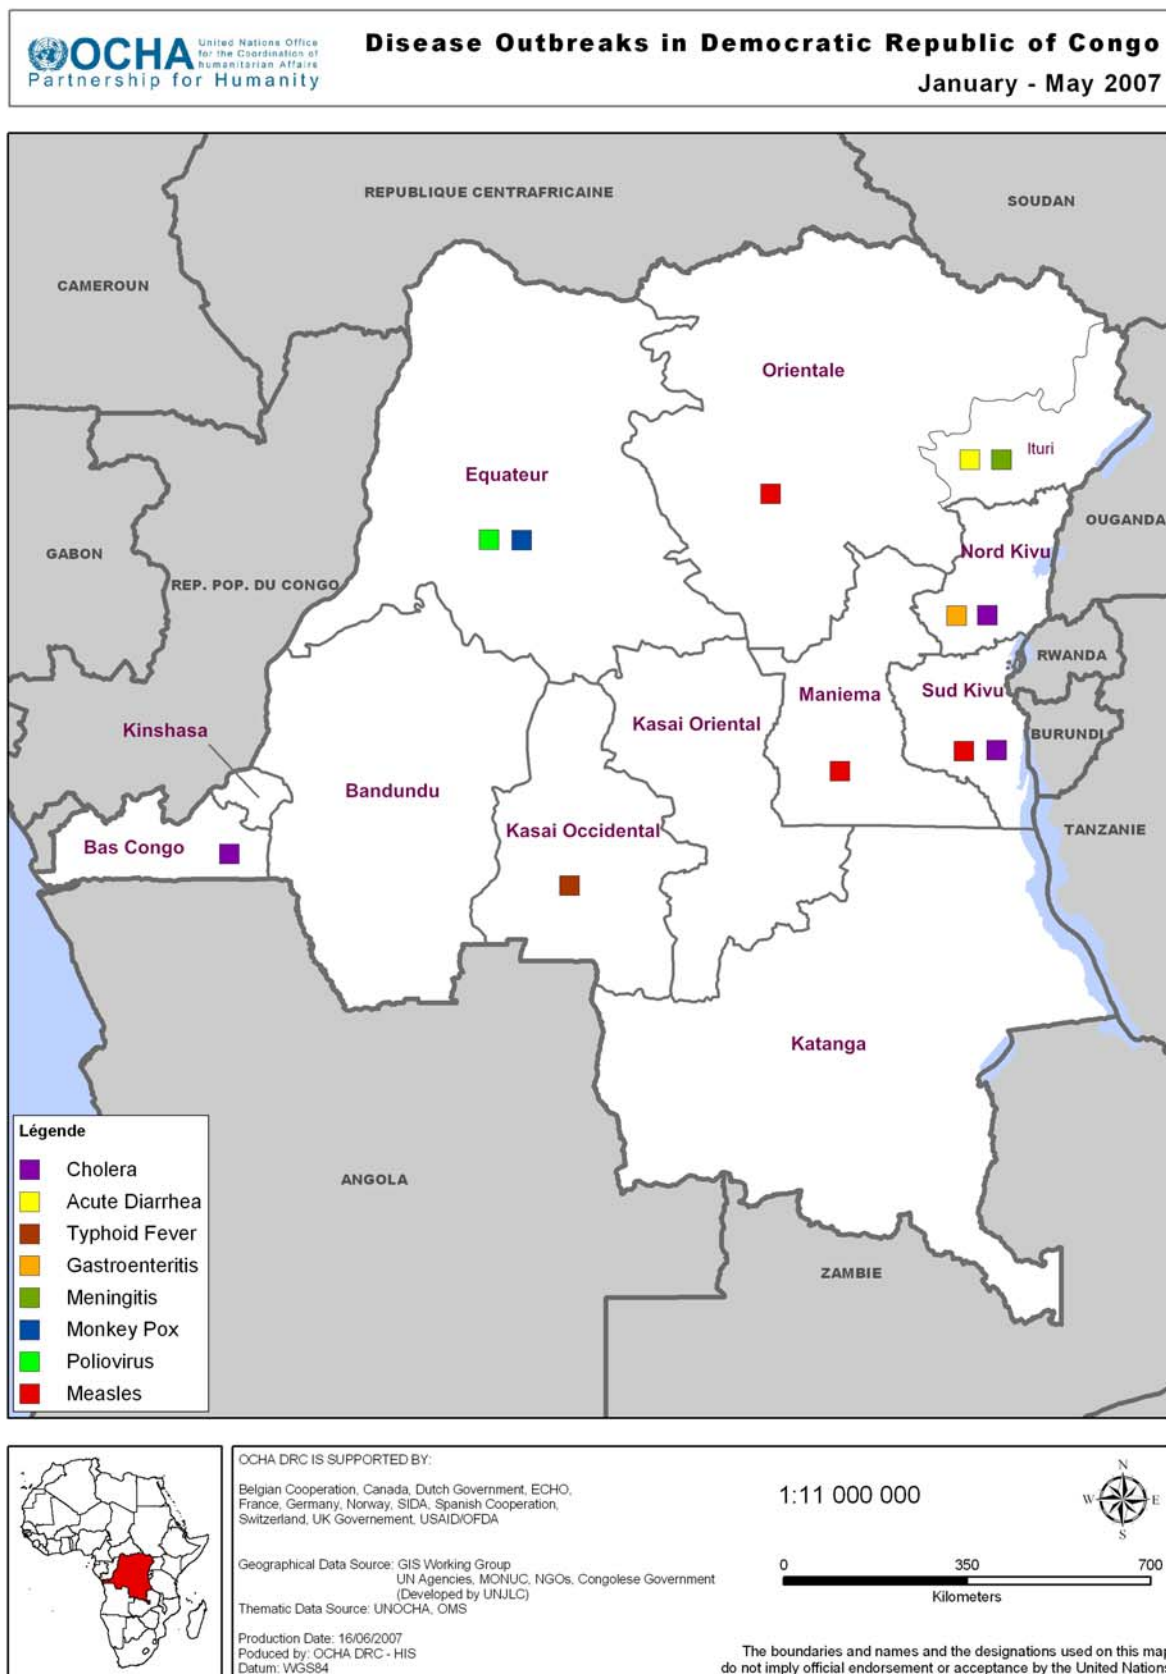 OCHA
United Nations Office
for the Coordination of
humanitarian Affairs
Partnership for Humanity
Disease Outbreaks in Democratic Republic of Congo
January - May 2007
REPUBLIQUE CENTRAFRICAINE
SOUDAN
CAMEROUN
Orientale
Ituri
Equateur
OUGANDA
GABON
Nord Kivu
REP. POP. DU CONGO
RWANDA
Maniema
Sud Kivu
Kasai Oriental
Kinshasa
BURUNDI
Bandundu
Kasai Occidental
TANZANIE
Bas Congo
Katanga
ANGOLA
ZAMBIE
Légende
Cholera
Acute Diarrhea
Typhoid Fever
Gastroenteritis
Meningitis
Monkey Pox
Poliovirus
Measles
OCHA DRC IS SUPPORTED BY:
Belgian Cooperation, Canada, Dutch Government, ECHO,
France, Germany, Norway, SIDA, Spanish Cooperation,
Switzerland, UK Governement, USAID/OFDA
Geographical Data Source: GIS Working Group
UN Agencies, MONUC, NGOs, Congolese Government
(Developed by UNJLC)
Thematic Data Source: UNOCHA, OMS
Production Date: 16/06/2007
Produced by: OCHA DRC - HIS
Datum: WGS84
1:11 000 000
N
W
E
S
0 350 700
Kilometers
The boundaries and names and the designations used on this map
do not imply official endorsement or acceptance by the United Nations.